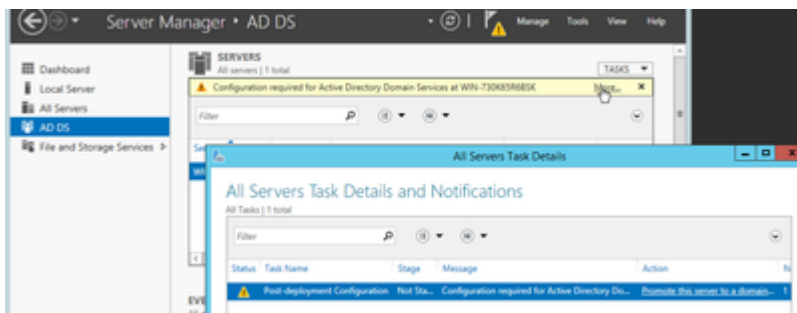 Server Manager • AD DS
Manage Tools View Help
Dashboard
Local Server
All Servers
AD DS
File and Storage Services
SERVERS
All servers | 1 total
TASKS
Configuration required for Active Directory Domain Services at
More...
Filter
All Servers Task Details
All Servers Task Details and Notifications
All Tasks | 1 total
Filter
Status Task Name Stage Message Action N
Post-deployment Configuration Not Sta... Configuration required for Active Directory Do... Promote this server to a domain... 1